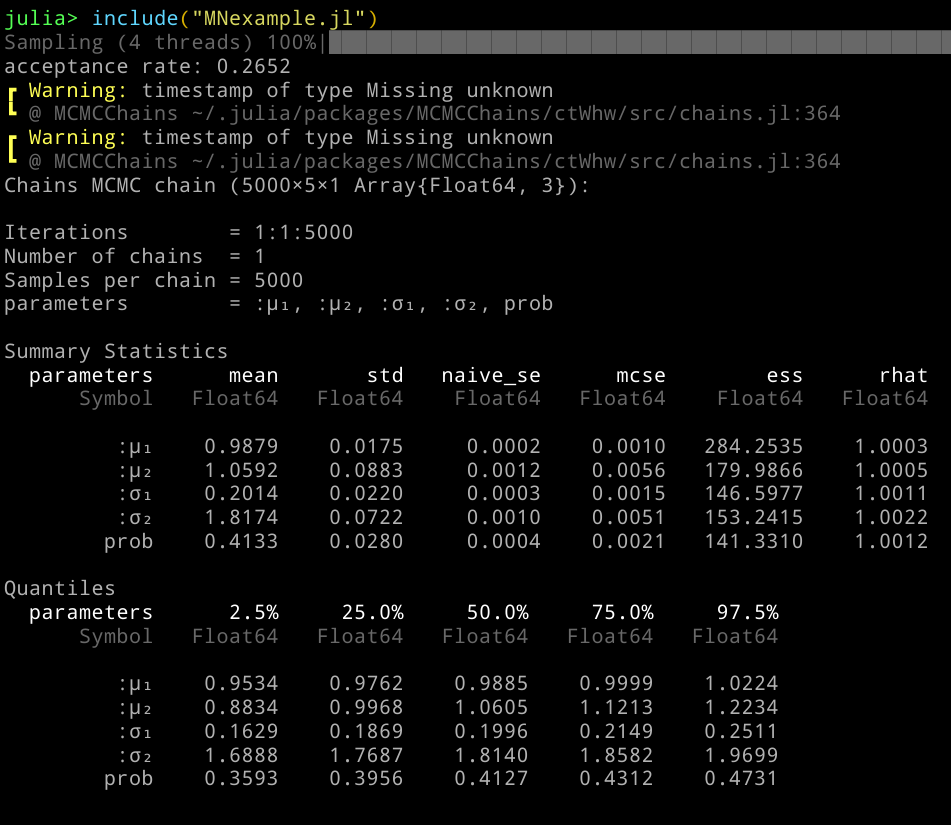 julia> include("MNexample.jl")
Sampling (4 threads) 100%|
acceptance rate: 0.2652
┌ Warning: timestamp of type Missing unknown
└ @ MCMCChains ~/.julia/packages/MCMCChains/ctWhw/src/chains.jl:364
┌ Warning: timestamp of type Missing unknown
└ @ MCMCChains ~/.julia/packages/MCMCChains/ctWhw/src/chains.jl:364
Chains MCMC chain (5000×5×1 Array{Float64, 3}):
Iterations        = 1:1:5000
Number of chains  = 1
Samples per chain = 5000
parameters        = :μ₁, :μ₂, :σ₁, :σ₂, prob
Summary Statistics
parameters mean std naive_se mcse ess rhat
Symbol Float64 Float64 Float64 Float64 Float64 Float64
:μ₁ 0.9879 0.0175 0.0002 0.0010 284.2535 1.0003
:μ₂ 1.0592 0.0883 0.0012 0.0056 179.9866 1.0005
:σ₁ 0.2014 0.0220 0.0003 0.0015 146.5977 1.0011
:σ₂ 1.8174 0.0722 0.0010 0.0051 153.2415 1.0022
prob 0.4133 0.0280 0.0004 0.0021 141.3310 1.0012
Quantiles
parameters 2.5% 25.0% 50.0% 75.0% 97.5%
Symbol Float64 Float64 Float64 Float64 Float64
:μ₁ 0.9534 0.9762 0.9885 0.9999 1.0224
:μ₂ 0.8834 0.9968 1.0605 1.1213 1.2234
:σ₁ 0.1629 0.1869 0.1996 0.2149 0.2511
:σ₂ 1.6888 1.7687 1.8140 1.8582 1.9699
prob 0.3593 0.3956 0.4127 0.4312 0.4731